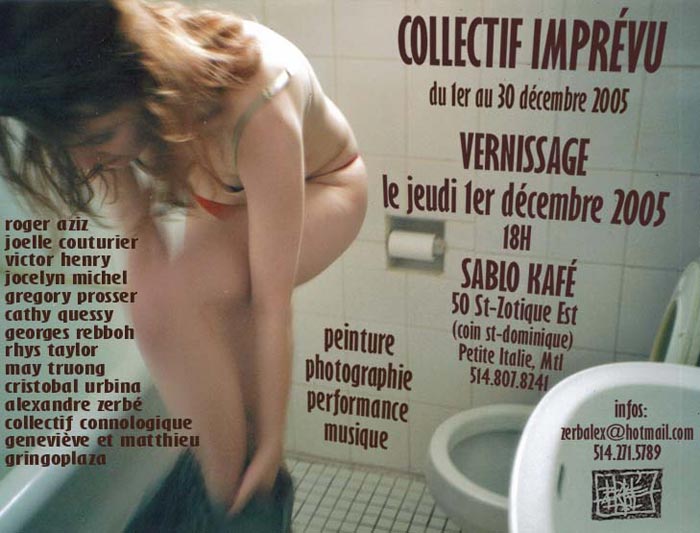 COLLECTIF IMPRÉVU
du 1er au 30 décembre 2005
VERNISSAGE
le jeudi 1er décembre 2005
18H
SABLO KAFÉ
50 St-Zotique Est
(coin st-dominique)
Petite Italie, Mtl
514.807.8241
roger aziz
joelle couturier
victor henry
jocelyn michel
gregory prosser
cathy quessy
georges rebboh
rhys taylor
may truong
cristobal urbina
alexandre zerbé
collectif connologique
geneviève et matthieu
gringoplaza
peinture
photographie
performance
musique
infos:
zerbalex@hotmail.com
514.271.5789